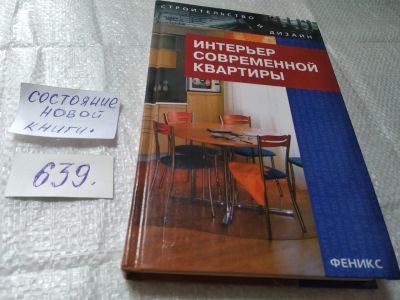 СТРОИТЕЛЬСТВО И ДИЗАЙН
ИНТЕРЬЕР
СОВРЕМЕННОЙ
КВАРТИРЫ
ФЕНИКС
СОСТОЯНИЕ
НОВОЙ
КНИГИ.
639.